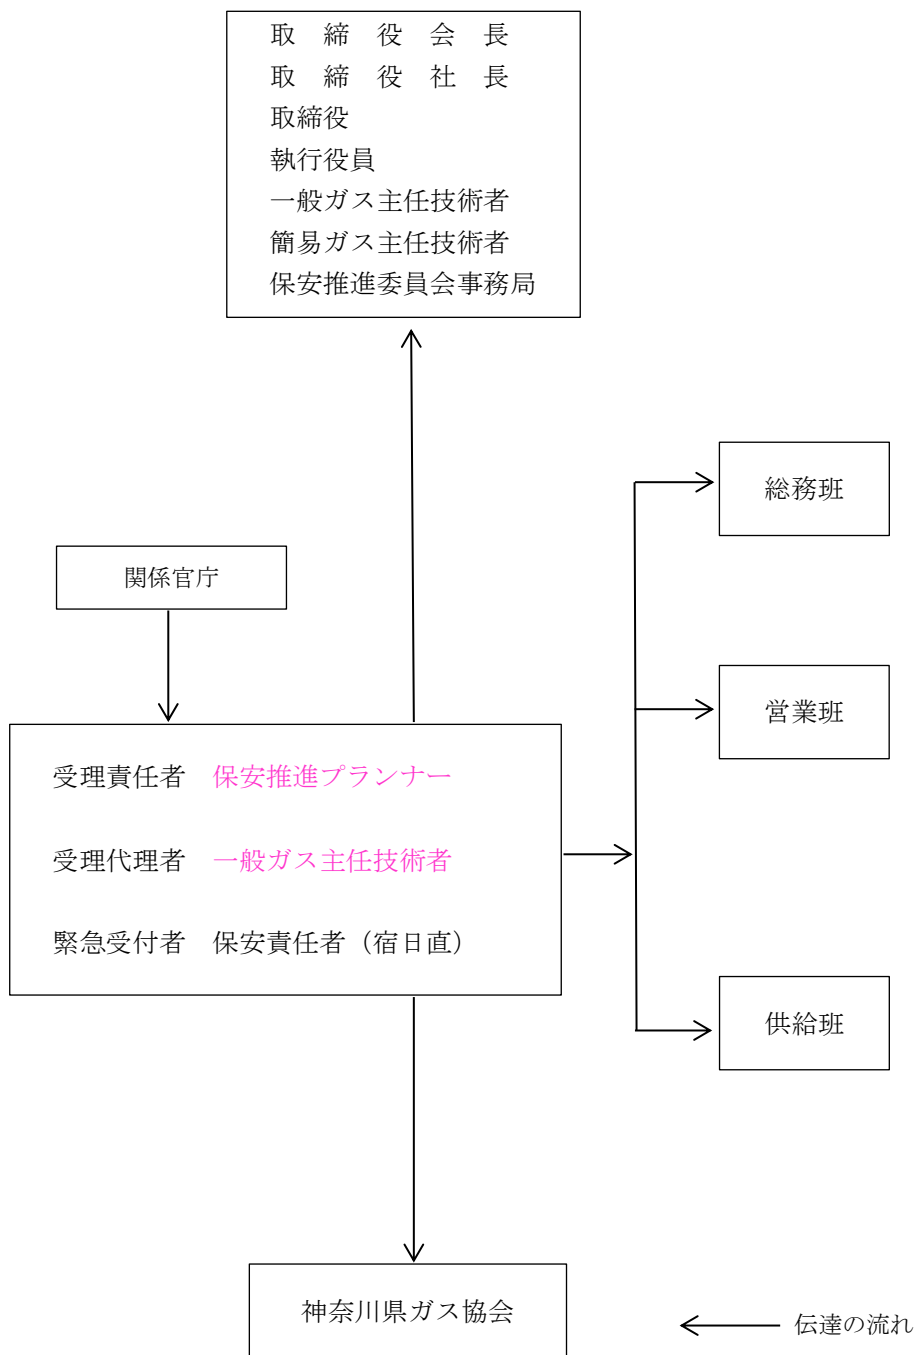 取　締　役　会　長
取　締　役　社　長
取締役
執行役員
一般ガス主任技術者
簡易ガス主任技術者
保安推進委員会事務局
総務班
関係官庁
営業班
受理責任者　保安推進プランナー
受理代理者　一般ガス主任技術者
緊急受付者　保安責任者（宿日直）
供給班
神奈川県ガス協会
伝達の流れ